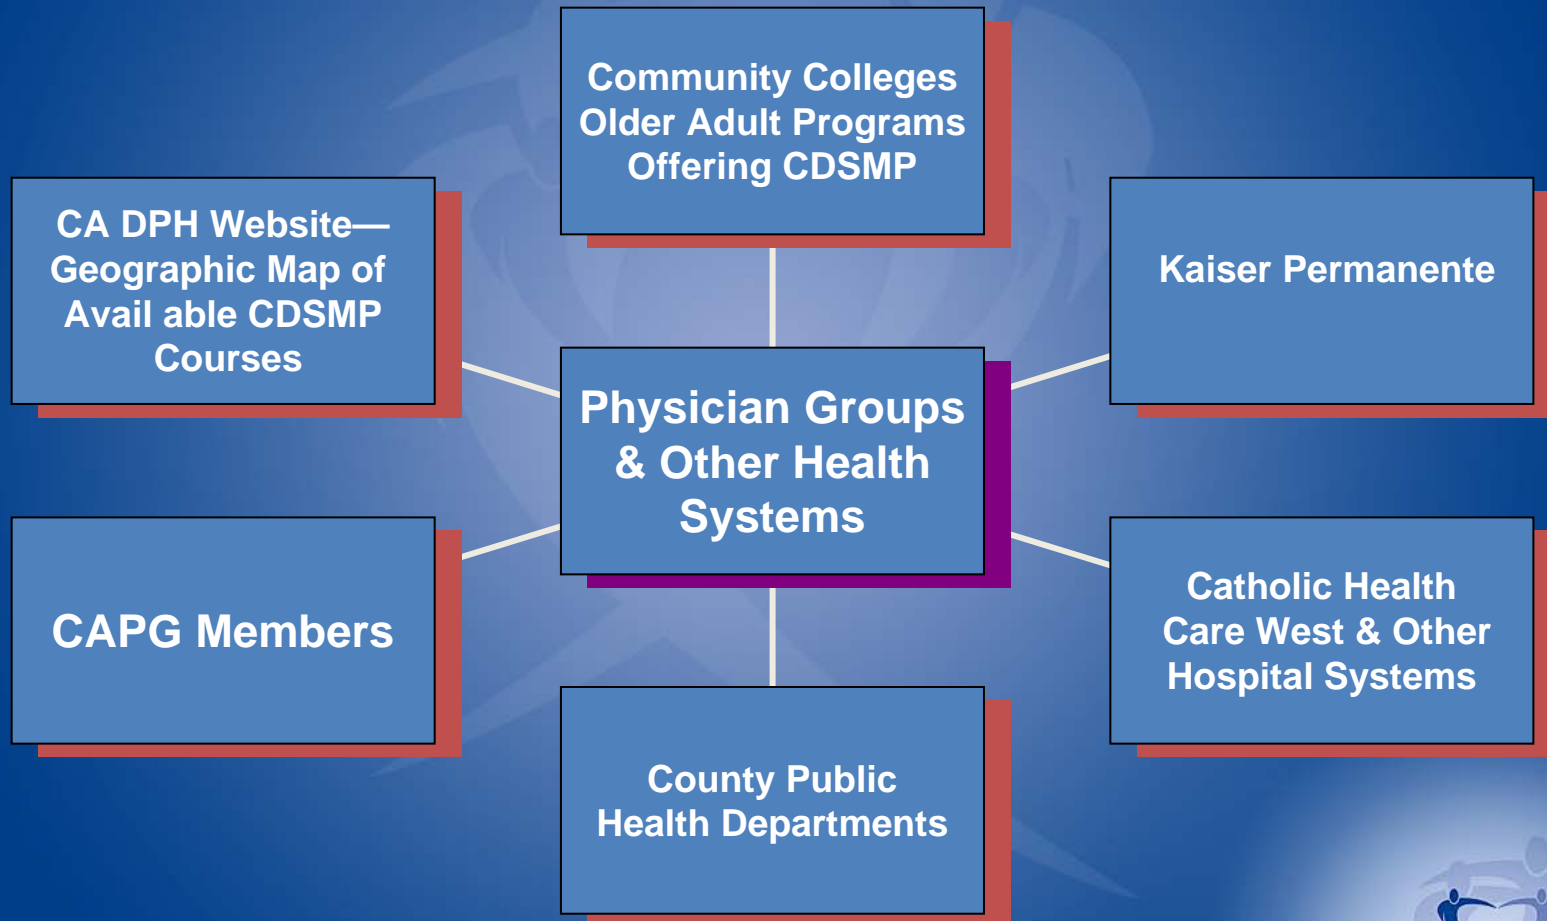 Community Colleges
Older Adult Programs
Offering CDSMP
CA DPH Website—
Geographic Map of
Avail able CDSMP
Courses
Kaiser Permanente
Physician Groups
& Other Health
Systems
CAPG Members
Catholic Health
Care West & Other
Hospital Systems
County Public
Health Departments